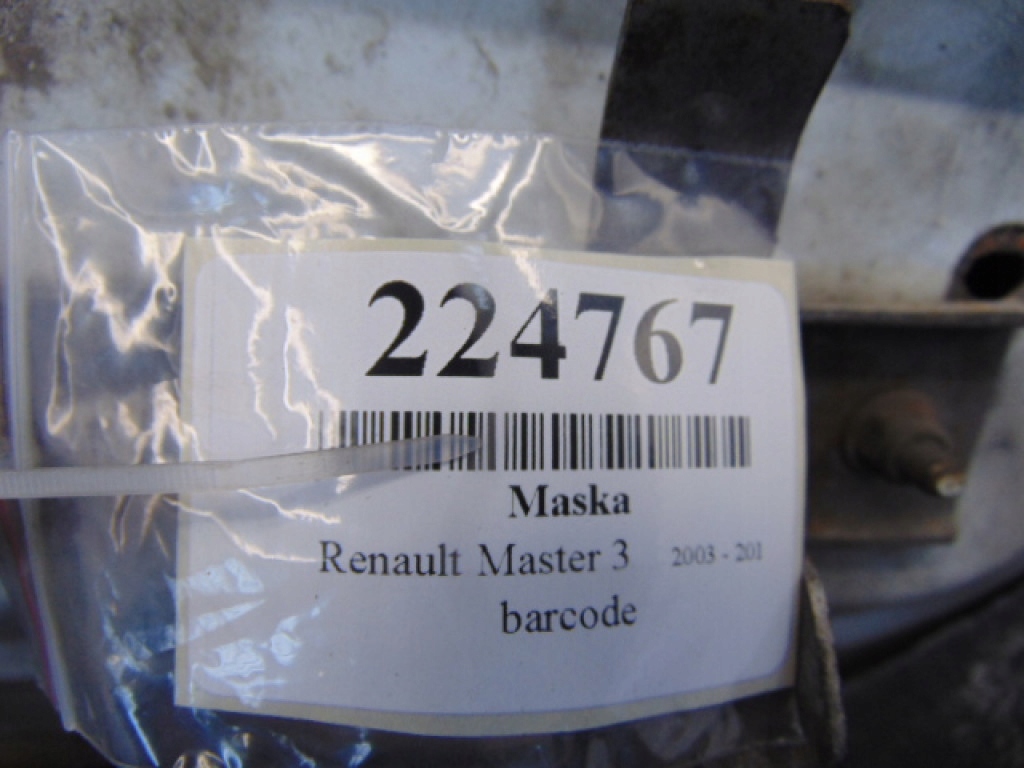 224767
Maska
Renault Master 3 2003 - 201
barcode